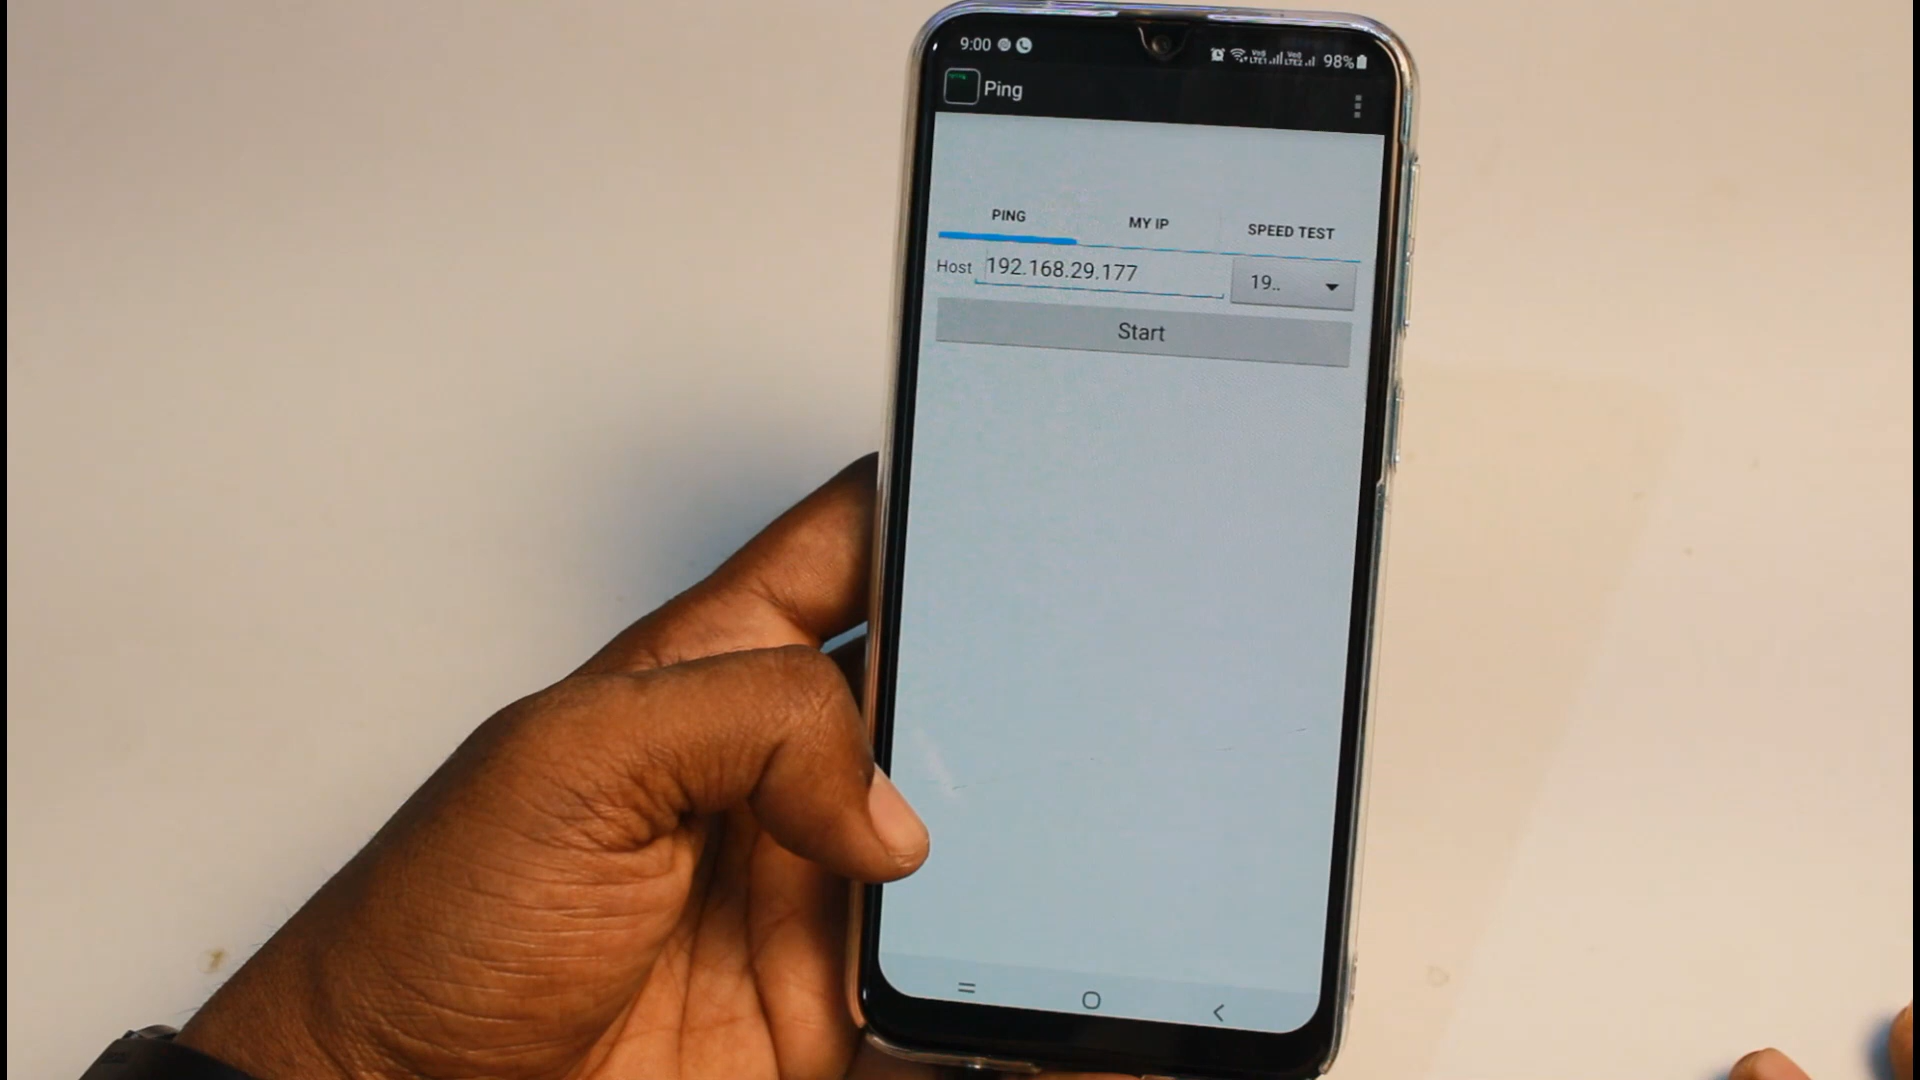 9:00 98%
Ping
PING MY IP SPEED TEST
Host 192.168.29.177 19..
Start